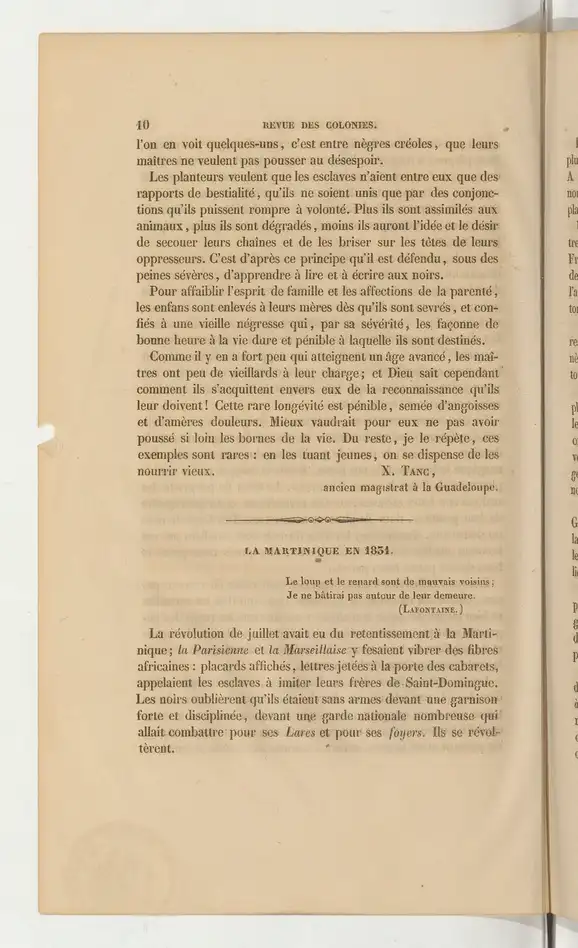 10 REVUE DES COLONIES.
l'on en voit quelques-uns, c'est entre nègres créoles, que leurs
maîtres ne veulent pas pousser au désespoir.
Les planteurs veulent que les esclaves n'aient entre eux que des
rapports de bestialité, qu'ils ne soient unis que par des conjonc-
tions qu'ils puissent rompre à volonté. Plus ils sont assimilés aux
animaux, plus ils sont dégradés, moins ils auront l'idée et le désir
de secouer leurs chaînes et de les briser sur les têtes de leurs
oppresseurs. C'est d'après ce principe qu'il est défendu, sous des
peines sévères, d'apprendre à lire et à écrire aux noirs.
Pour affaiblir l'esprit de famille et les affections de la parenté,
les enfans sont enlevés à leurs mères dès qu'ils sont sevrés, et con-
fiés à une vieille négresse qui, par sa sévérité, les façonne de
bonne heure à la vie dure et pénible à laquelle ils sont destinés.
Comme il y en a fort peu qui atteignent un âge avancé, les maî-
tres ont peu de vieillards à leur charge; et Dieu sait cependant
comment ils s'acquittent envers eux de la reconnaissance qu'ils
leur doivent! Cette rare longévité est pénible, semée d'angoisses
et d'amères douleurs. Mieux vaudrait pour eux ne pas avoir
poussé si loin les bornes de la vie. Du reste, je le répète, ces
exemples sont rares : en les tuant jeunes, on se dispense de les
nourrir vieux. X. TANC,
ancien magistrat à la Guadeloupe.
LA MARTINIQUE EN 1831.
Le loup et le renard sont de mauvais voisins;
Je ne bâtirai pas autour de leur demeure.
(LAFONTAINE.)
La révolution de juillet avait eu du retentissement à la Marti-
nique; la Parisienne et la Marseillaise y fesaient vibrer des fibres
africaines : placards affichés, lettres jetées à la porte des cabarets,
appelaient les esclaves à imiter leurs frères de Saint-Domingue.
Les noirs oublièrent qu'ils étaient sans armes devant une garnison
forte et disciplinée, devant une garde nationale nombreuse qui
allait combattre pour ses Lares et pour ses foyers. Ils se révol-
tèrent.